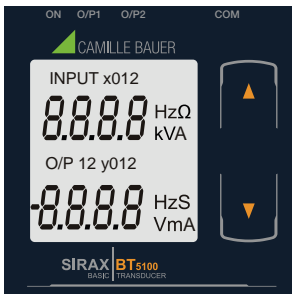 ON O/P1 O/P2 COM
CAMILLE BAUER
INPUT x012
8.8.8.8 HzΩ
kVA
O/P 12 y012
-8.8.8.8 HzS
VmA
SIRAX BT5100
BASIC TRANSDUCER